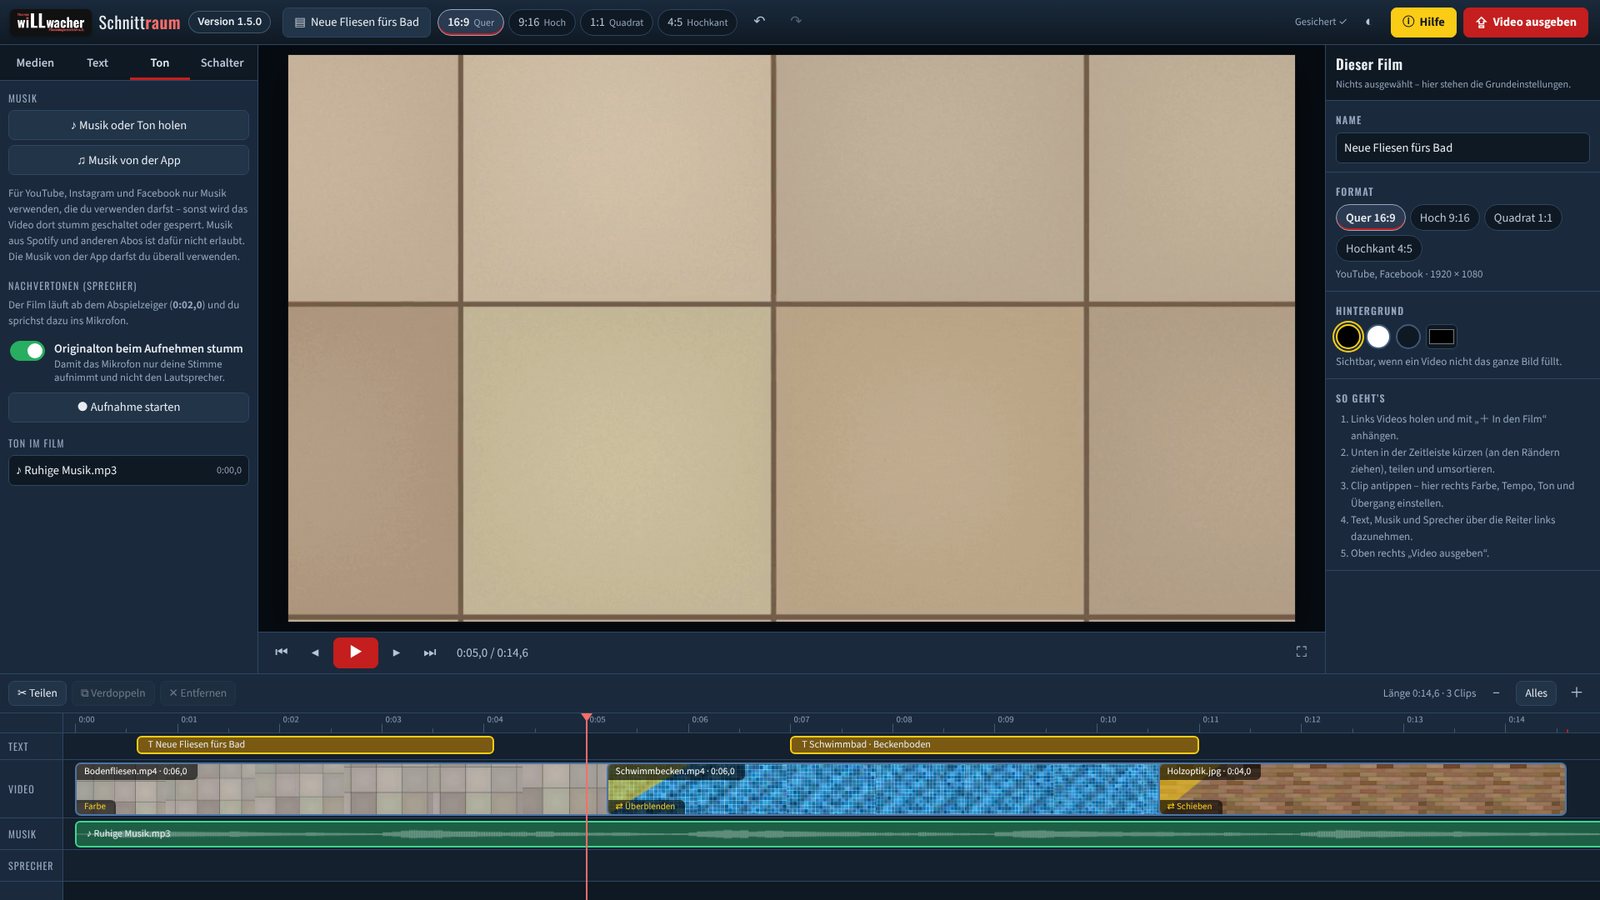 wiLLwacher
Schnittraum
Version 1.5.0
Neue Fliesen fürs Bad
16:9 Quer
9:16 Hoch
1:1 Quadrat
4:5 Hochkant
Gesichert ✓
Hilfe
Video ausgeben
Medien
Text
Ton
Schalter
MUSIK
♪ Musik oder Ton holen
♫ Musik von der App
Für YouTube, Instagram und Facebook nur Musik
verwenden, die du verwenden darfst – sonst wird das
Video dort stumm geschaltet oder gesperrt. Musik
aus Spotify und anderen Abos ist dafür nicht erlaubt.
Die Musik von der App darfst du überall verwenden.
NACHVERTONEN (SPRECHER)
Der Film läuft ab dem Abspielzeiger (0:02,0) und du
sprichst dazu ins Mikrofon.
Originalton beim Aufnehmen stumm
Damit das Mikrofon nur deine Stimme
aufnimmt und nicht den Lautsprecher.
Aufnahme starten
TON IM FILM
♪ Ruhige Musik.mp3
0:00,0
0:05,0 / 0:14,6
Dieser Film
Nichts ausgewählt – hier stehen die Grundeinstellungen.
NAME
Neue Fliesen fürs Bad
FORMAT
Quer 16:9
Hoch 9:16
Quadrat 1:1
Hochkant 4:5
YouTube, Facebook · 1920 × 1080
HINTERGRUND
Sichtbar, wenn ein Video nicht das ganze Bild füllt.
SO GEHT'S
1. Links Videos holen und mit „＋ In den Film“
anhängen.
2. Unten in der Zeitleiste kürzen (an den Rändern
ziehen), teilen und umsortieren.
3. Clip antippen – hier rechts Farbe, Tempo, Ton und
Übergang einstellen.
4. Text, Musik und Sprecher über die Reiter links
dazunehmen.
5. Oben rechts „Video ausgeben“.
✂ Teilen
⧉ Verdoppeln
✕ Entfernen
Länge 0:14,6 · 3 Clips
−
Alles
＋
0:00
0:01
0:02
0:03
0:04
0:05
0:06
0:07
0:08
0:09
0:10
0:11
0:12
0:13
0:14
TEXT
T Neue Fliesen fürs Bad
T Schwimmbad · Beckenboden
VIDEO
Bodenfliesen.mp4 · 0:06,0
Farbe
Schwimmbecken.mp4 · 0:06,0
⇄ Überblenden
Holzoptik.jpg · 0:04,0
⇄ Schieben
MUSIK
♪ Ruhige Musik.mp3
SPRECHER